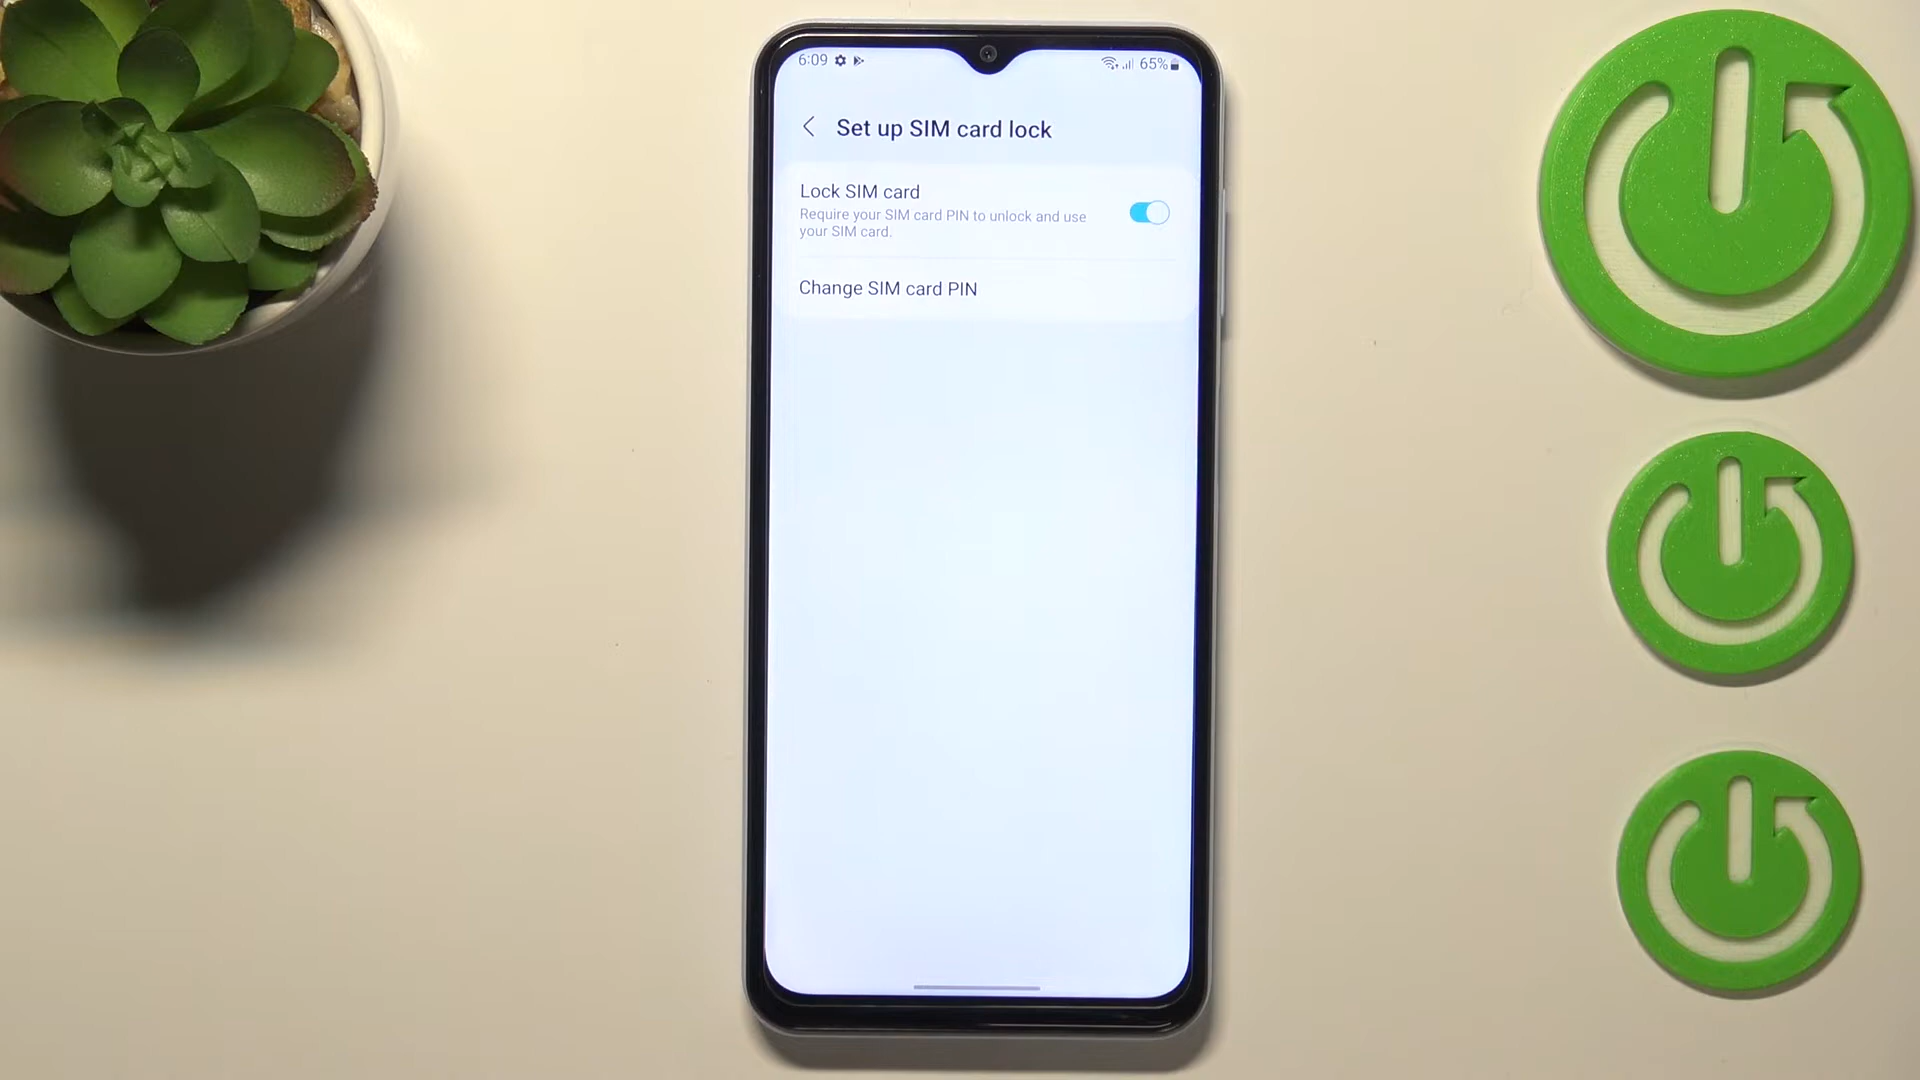 6:09
65%
Set up SIM card lock
Lock SIM card
Require your SIM card PIN to unlock and use
your SIM card.
Change SIM card PIN